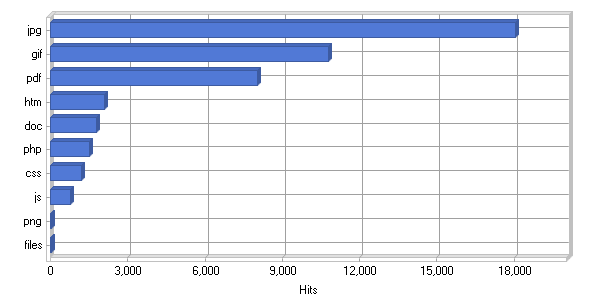 jpg
gif
pdf
htm
doc
php
css
js
png
files
0 3,000 6,000 9,000 12,000 15,000 18,000
Hits